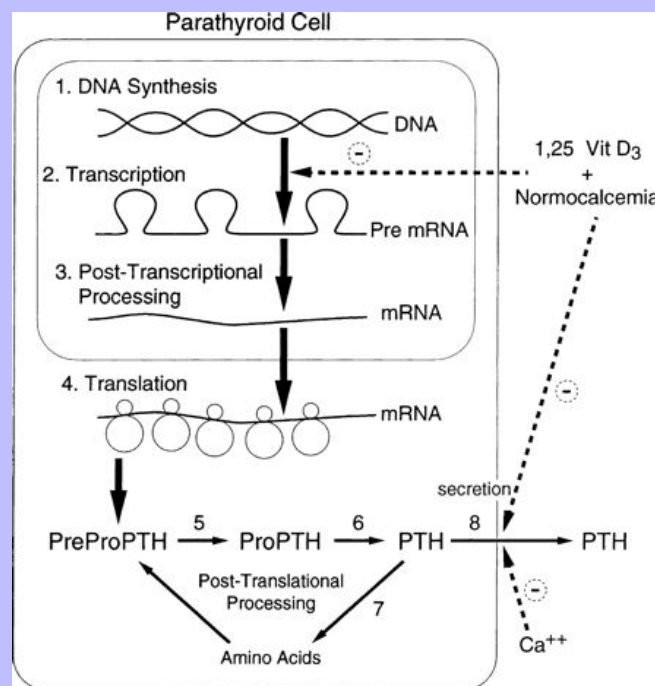 Parathyroid Cell
1. DNA Synthesis
DNA
-
1,25 Vit D₃
+
Normocalcemia
2. Transcription
Pre mRNA
3. Post-Transcriptional
Processing
mRNA
4. Translation
mRNA
-
secretion
PreProPTH 5 ProPTH 6 PTH 8 PTH
Post-Translational
Processing
7
-
Amino Acids
Ca⁺⁺